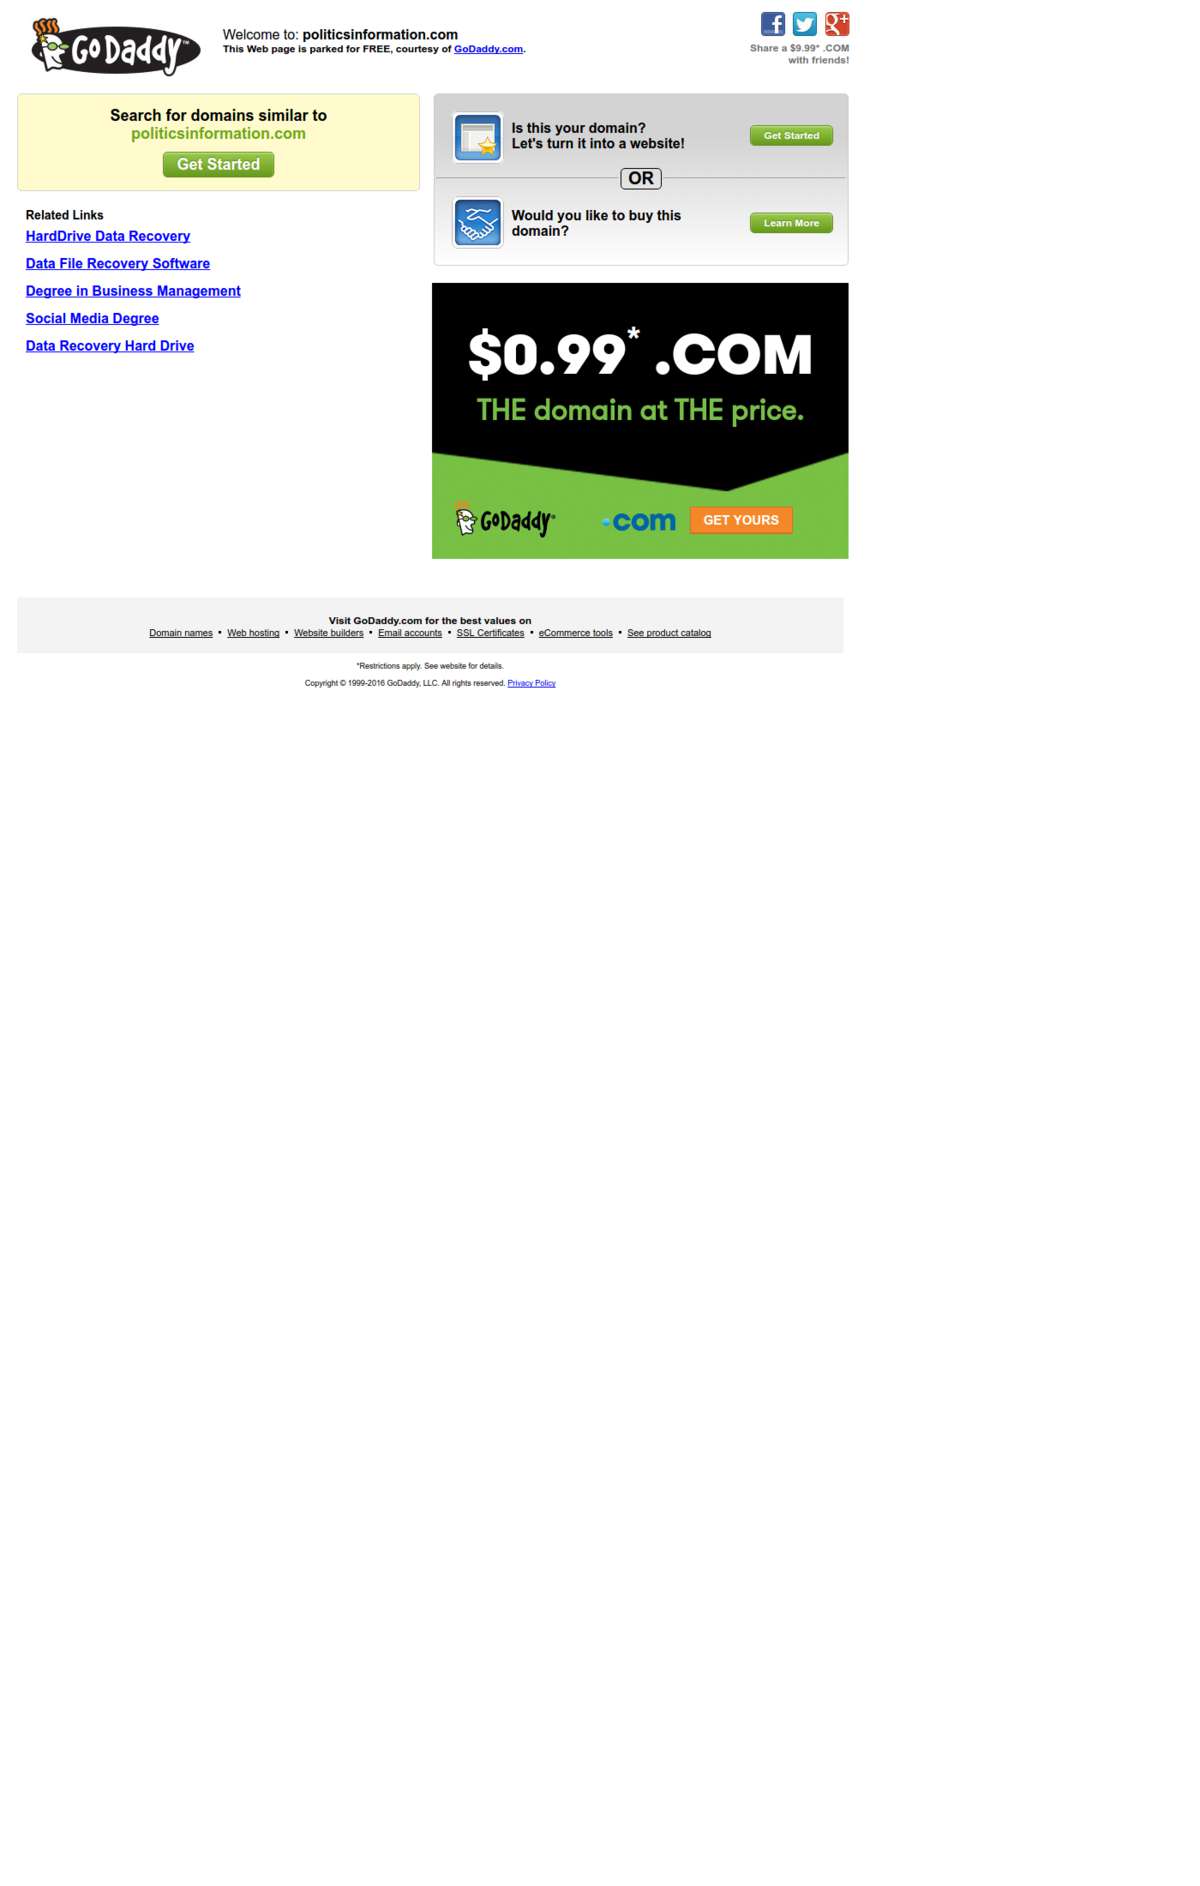 GoDaddy™
Welcome to: politicsinformation.com
This Web page is parked for FREE, courtesy of GoDaddy.com.
Share a $9.99* .COM
with friends!
Search for domains similar to
politicsinformation.com
Get Started
Is this your domain?
Let's turn it into a website!
Get Started
OR
Would you like to buy this
domain?
Learn More
Related Links
HardDrive Data Recovery
Data File Recovery Software
Degree in Business Management
Social Media Degree
Data Recovery Hard Drive
$0.99* .COM
THE domain at THE price.
GoDaddy
.com
GET YOURS
Visit GoDaddy.com for the best values on
Domain names • Web hosting • Website builders • Email accounts • SSL Certificates • eCommerce tools • See product catalog
*Restrictions apply. See website for details.
Copyright © 1999-2016 GoDaddy, LLC. All rights reserved. Privacy Policy